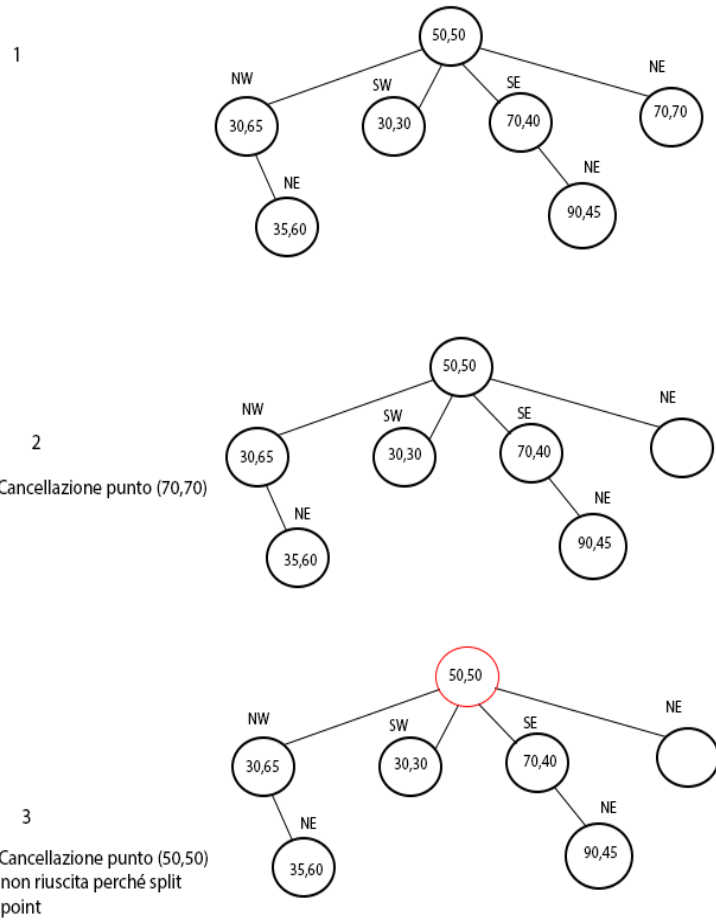 1
50,50
NW
SW
SE
NE
30,65
30,30
70,40
70,70
NE
NE
35,60
90,45
2
Cancellazione punto (70,70)
50,50
NW
SW
SE
NE
30,65
30,30
70,40
NE
NE
35,60
90,45
3
Cancellazione punto (50,50)
non riuscita perché split
point
50,50
NW
SW
SE
NE
30,65
30,30
70,40
NE
NE
35,60
90,45